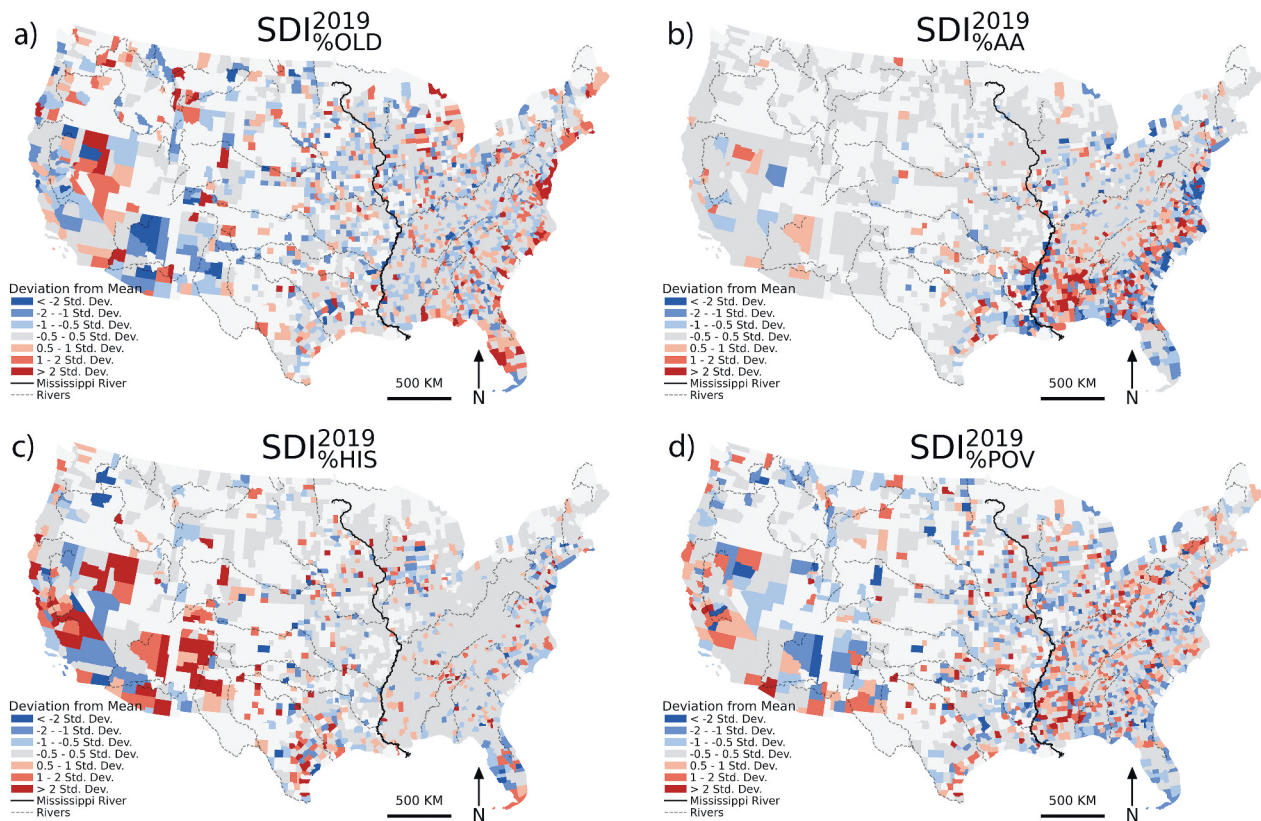 a)
SDI 2019 %OLD
Deviation from Mean
< -2 Std. Dev.
-2 - -1 Std. Dev.
-1 - -0.5 Std. Dev.
-0.5 - 0.5 Std. Dev.
0.5 - 1 Std. Dev.
1 - 2 Std. Dev.
> 2 Std. Dev.
Mississippi River
Rivers
500 KM
N
b)
SDI 2019 %AA
Deviation from Mean
< -2 Std. Dev.
-2 - -1 Std. Dev.
-1 - -0.5 Std. Dev.
-0.5 - 0.5 Std. Dev.
0.5 - 1 Std. Dev.
1 - 2 Std. Dev.
> 2 Std. Dev.
Mississippi River
Rivers
500 KM
N
c)
SDI 2019 %HIS
Deviation from Mean
< -2 Std. Dev.
-2 - -1 Std. Dev.
-1 - -0.5 Std. Dev.
-0.5 - 0.5 Std. Dev.
0.5 - 1 Std. Dev.
1 - 2 Std. Dev.
> 2 Std. Dev.
Mississippi River
Rivers
500 KM
N
d)
SDI 2019 %POV
Deviation from Mean
< -2 Std. Dev.
-2 - -1 Std. Dev.
-1 - -0.5 Std. Dev.
-0.5 - 0.5 Std. Dev.
0.5 - 1 Std. Dev.
1 - 2 Std. Dev.
> 2 Std. Dev.
Mississippi River
Rivers
500 KM
N